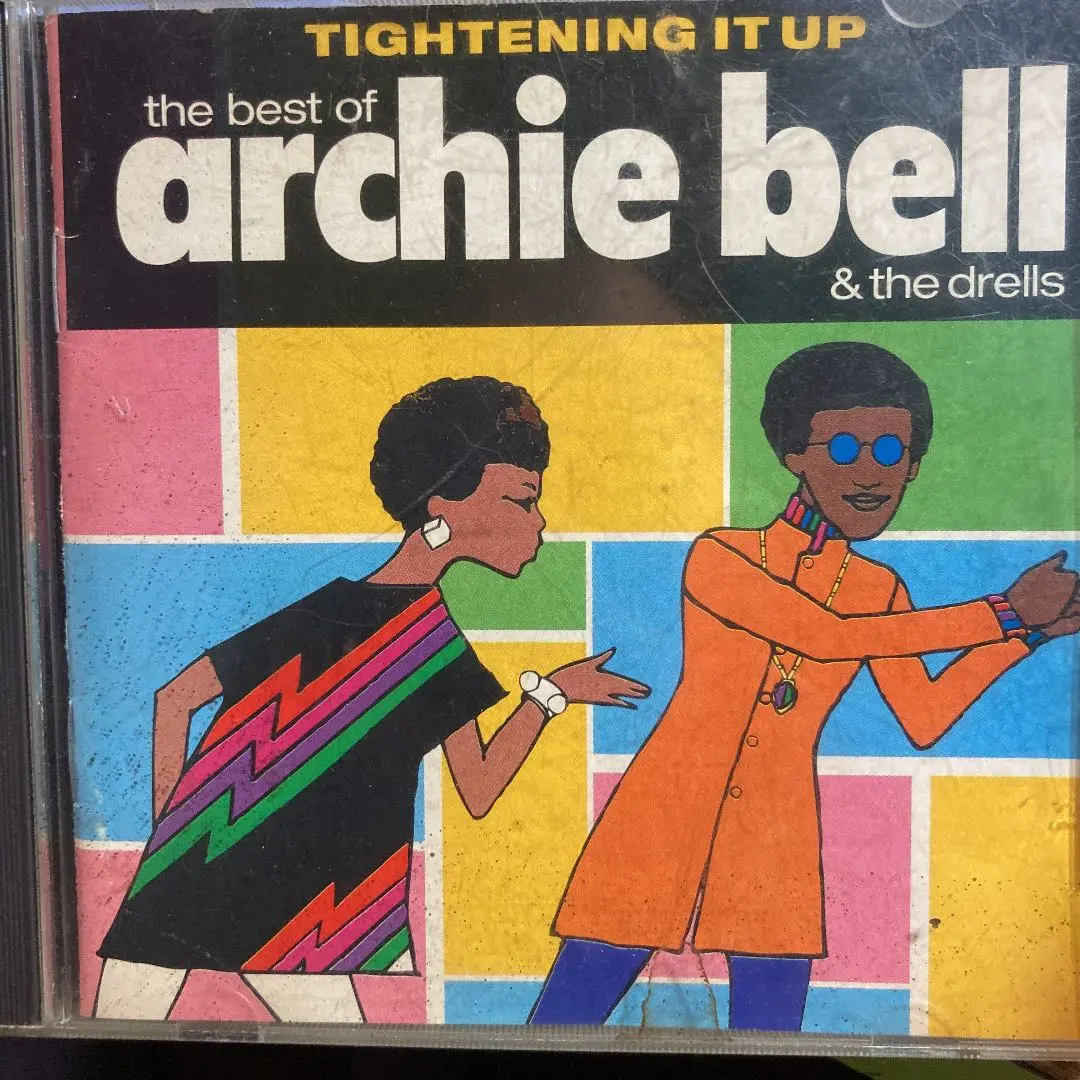 TIGHTENING IT UP
the best of
archie bell
& the drells